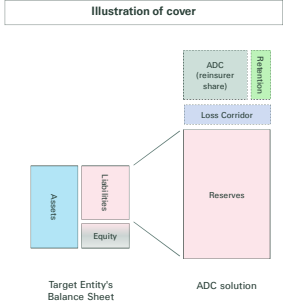 Illustration of cover
ADC
(reinsurer
share)
Retention
Loss Corridor
Assets
Liabilities
Reserves
Equity
Target Entity's
Balance Sheet
ADC solution